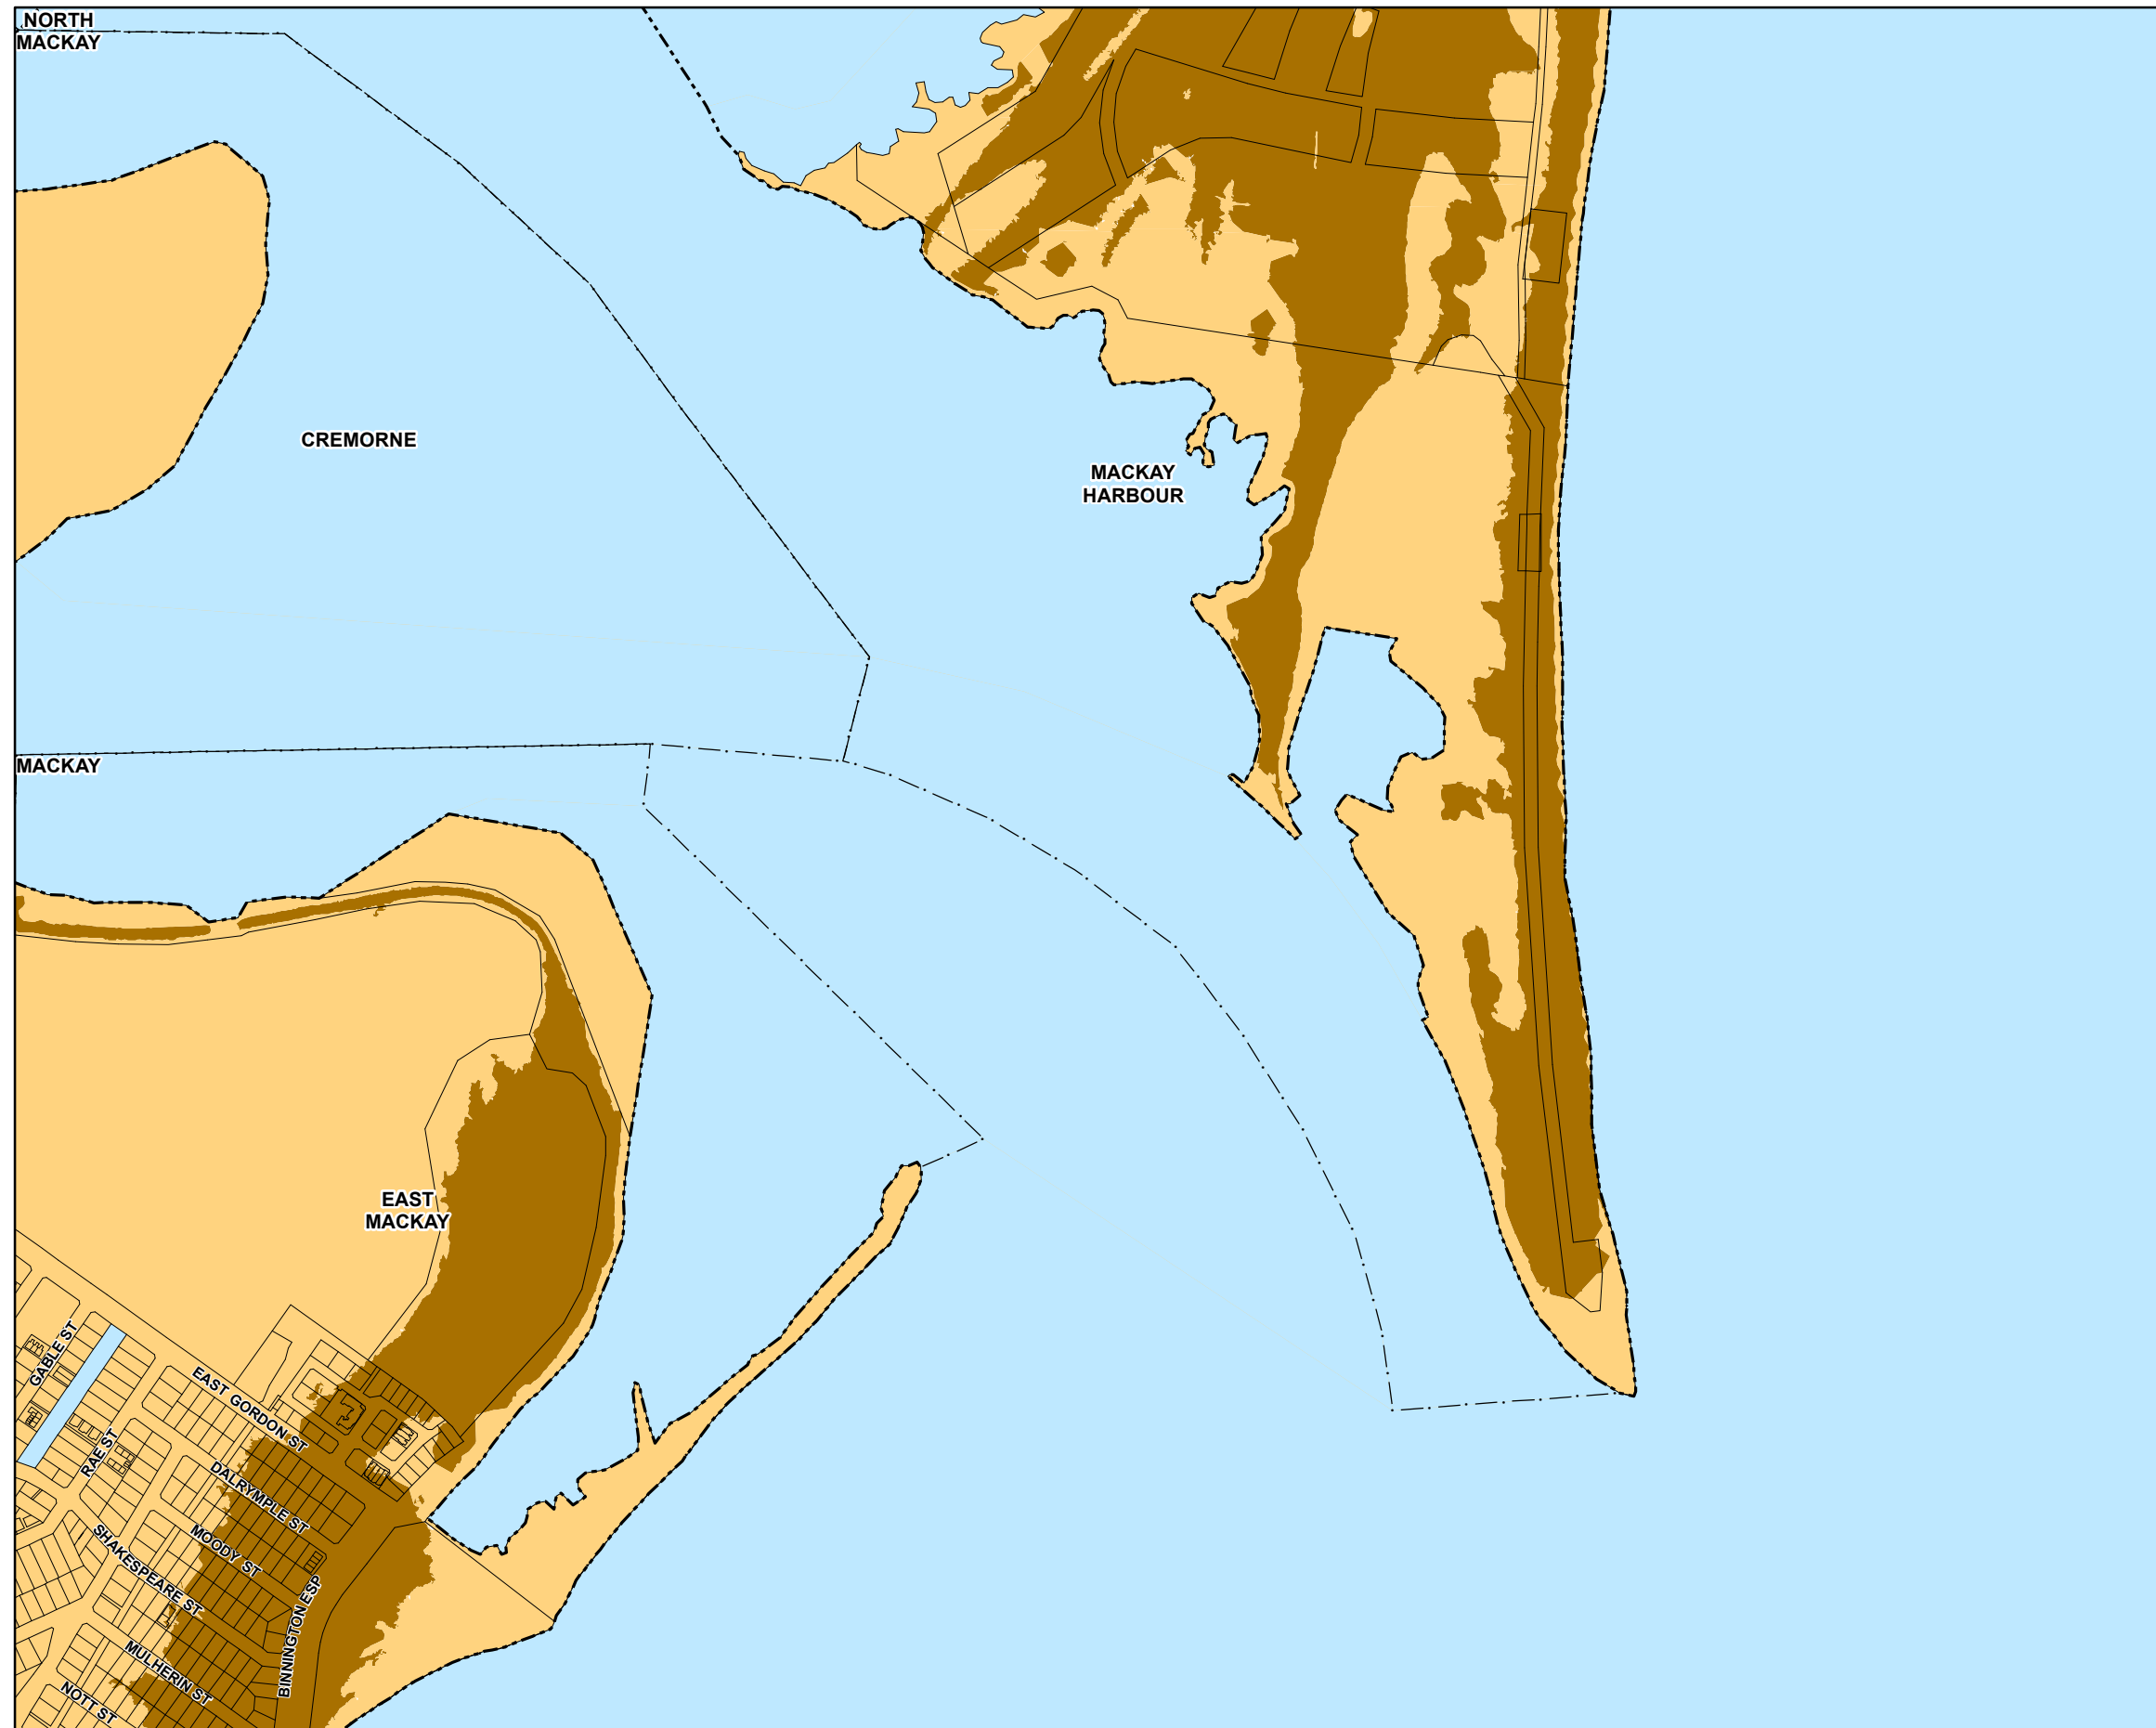 NORTH
MACKAY
CREMORNE
MACKAY
HARBOUR
MACKAY
EAST
MACKAY
GABLE ST
EAST GORDON ST
RAE ST
DALRYMPLE ST
MOODY ST
SHAKESPEARE ST
BINNINGTON ESP
MULHERIN ST
NOTT ST